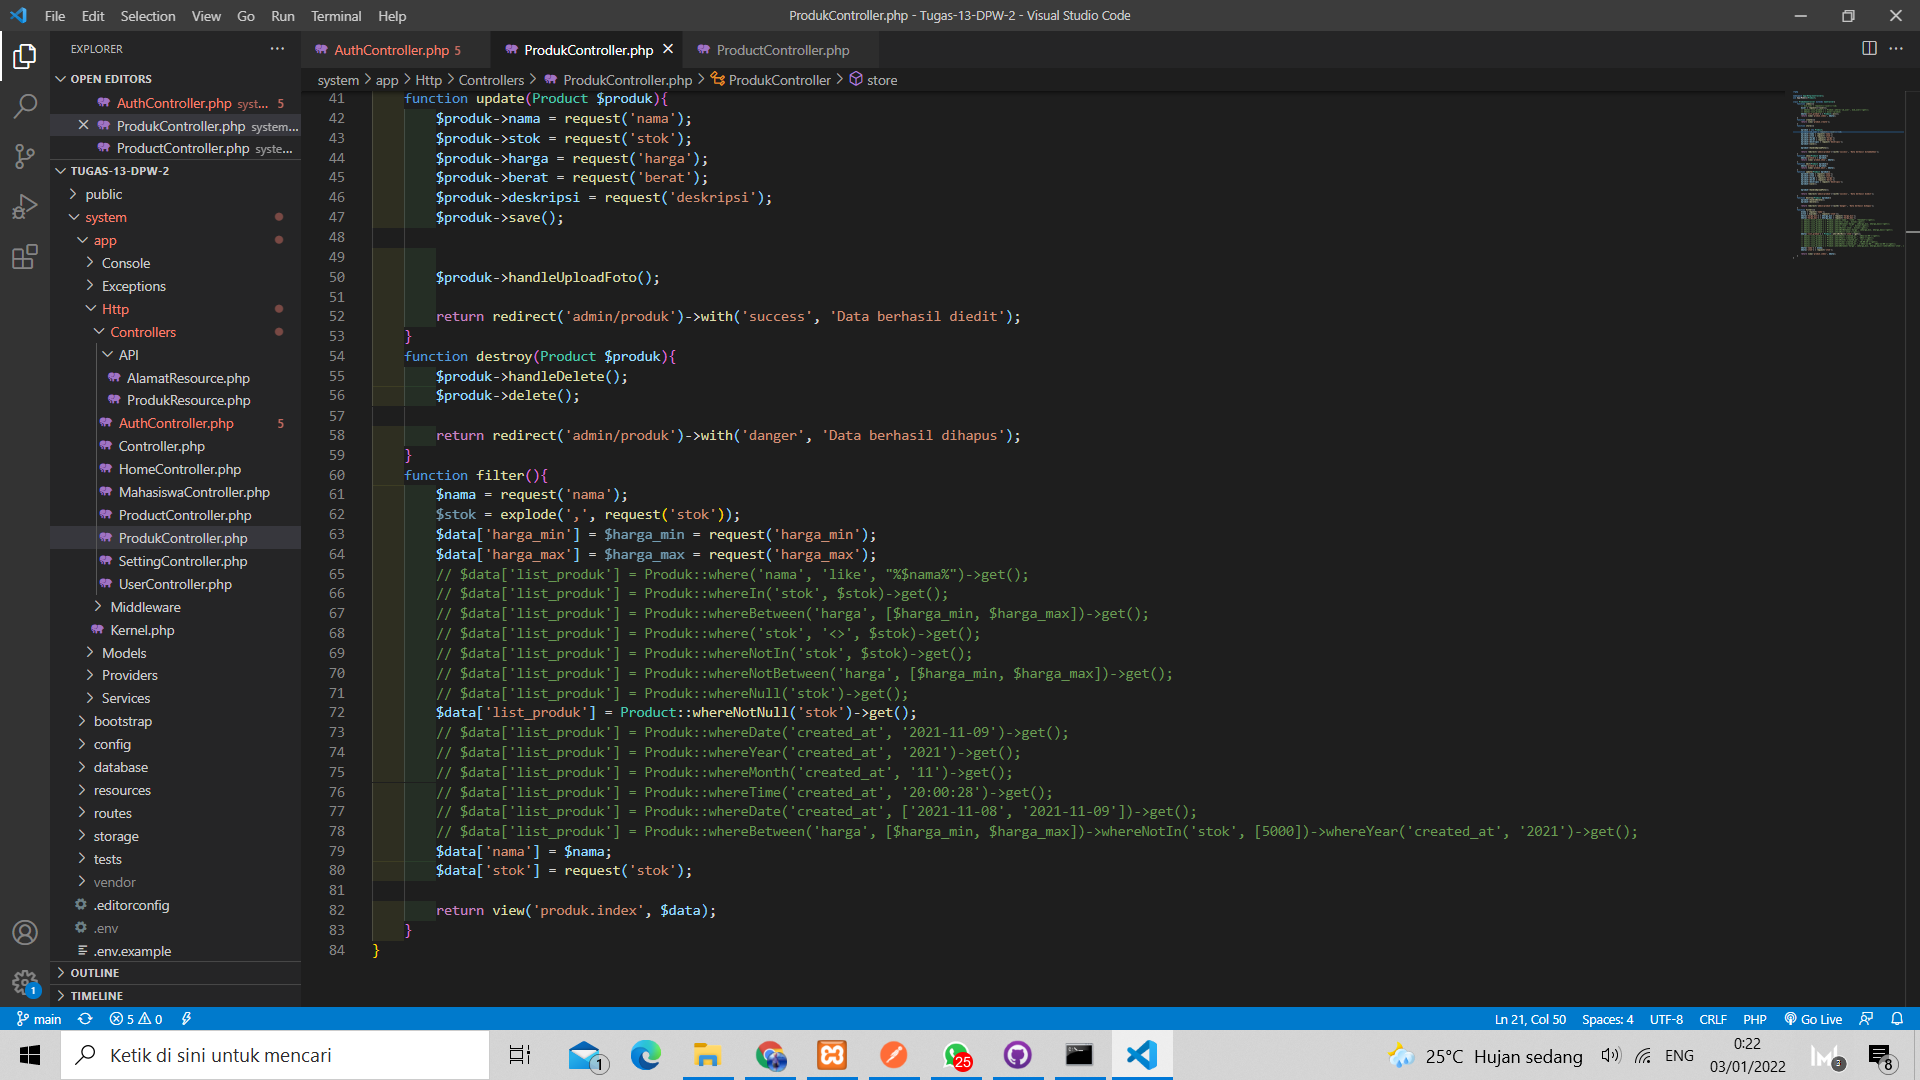 File Edit Selection View Go Run Terminal Help
ProdukController.php - Tugas-13-DPW-2 - Visual Studio Code
EXPLORER
AuthController.php 5
ProdukController.php
ProductController.php
OPEN EDITORS
AuthController.php syst... 5
ProdukController.php system...
ProductController.php syste...
TUGAS-13-DPW-2
public
system
app
Console
Exceptions
Http
Controllers
API
AlamatResource.php
ProdukResource.php
AuthController.php 5
Controller.php
HomeController.php
MahasiswaController.php
ProductController.php
ProdukController.php
SettingController.php
UserController.php
Middleware
Kernel.php
Models
Providers
Services
bootstrap
config
database
resources
routes
storage
tests
vendor
.editorconfig
.env
.env.example
OUTLINE
TIMELINE
system > app > Http > Controllers > ProdukController.php > ProdukController > store
41 function update(Product $produk){
42 $produk->nama = request('nama');
43 $produk->stok = request('stok');
44 $produk->harga = request('harga');
45 $produk->berat = request('berat');
46 $produk->deskripsi = request('deskripsi');
47 $produk->save();
48
49
50 $produk->handleUploadFoto();
51
52 return redirect('admin/produk')->with('success', 'Data berhasil diedit');
53 }
54 function destroy(Product $produk){
55 $produk->handleDelete();
56 $produk->delete();
57
58 return redirect('admin/produk')->with('danger', 'Data berhasil dihapus');
59 }
60 function filter(){
61 $nama = request('nama');
62 $stok = explode(',', request('stok'));
63 $data['harga_min'] = $harga_min = request('harga_min');
64 $data['harga_max'] = $harga_max = request('harga_max');
65 // $data['list_produk'] = Produk::where('nama', 'like', "%$nama%")->get();
66 // $data['list_produk'] = Produk::whereIn('stok', $stok)->get();
67 // $data['list_produk'] = Produk::whereBetween('harga', [$harga_min, $harga_max])->get();
68 // $data['list_produk'] = Produk::where('stok', '<>', $stok)->get();
69 // $data['list_produk'] = Produk::whereNotIn('stok', $stok)->get();
70 // $data['list_produk'] = Produk::whereNotBetween('harga', [$harga_min, $harga_max])->get();
71 // $data['list_produk'] = Produk::whereNull('stok')->get();
72 $data['list_produk'] = Product::whereNotNull('stok')->get();
73 // $data['list_produk'] = Produk::whereDate('created_at', '2021-11-09')->get();
74 // $data['list_produk'] = Produk::whereYear('created_at', '2021')->get();
75 // $data['list_produk'] = Produk::whereMonth('created_at', '11')->get();
76 // $data['list_produk'] = Produk::whereTime('created_at', '20:00:28')->get();
77 // $data['list_produk'] = Produk::whereDate('created_at', ['2021-11-08', '2021-11-09'])->get();
78 // $data['list_produk'] = Produk::whereBetween('harga', [$harga_min, $harga_max])->whereNotIn('stok', [5000])->whereYear('created_at', '2021')->get();
79 $data['nama'] = $nama;
80 $data['stok'] = request('stok');
81
82 return view('produk.index', $data);
83 }
84 }
1
main 5 0
Ln 21, Col 50 Spaces: 4 UTF-8 CRLF PHP Go Live
Ketik di sini untuk mencari
1
25
25°C Hujan sedang
ENG
0:22
03/01/2022
3
8